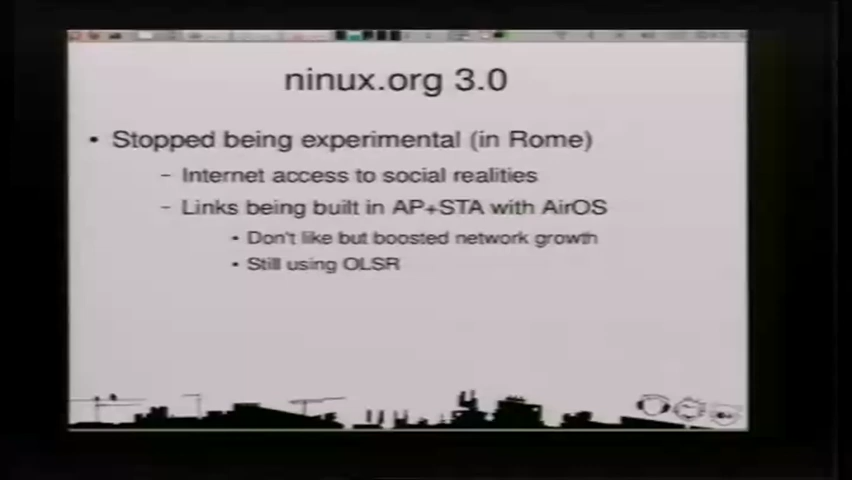 ninux.org 3.0
• Stopped being experimental (in Rome)
– Internet access to social realities
– Links being built in AP+STA with AirOS
• Don't like but boosted network growth
• Still using OLSR